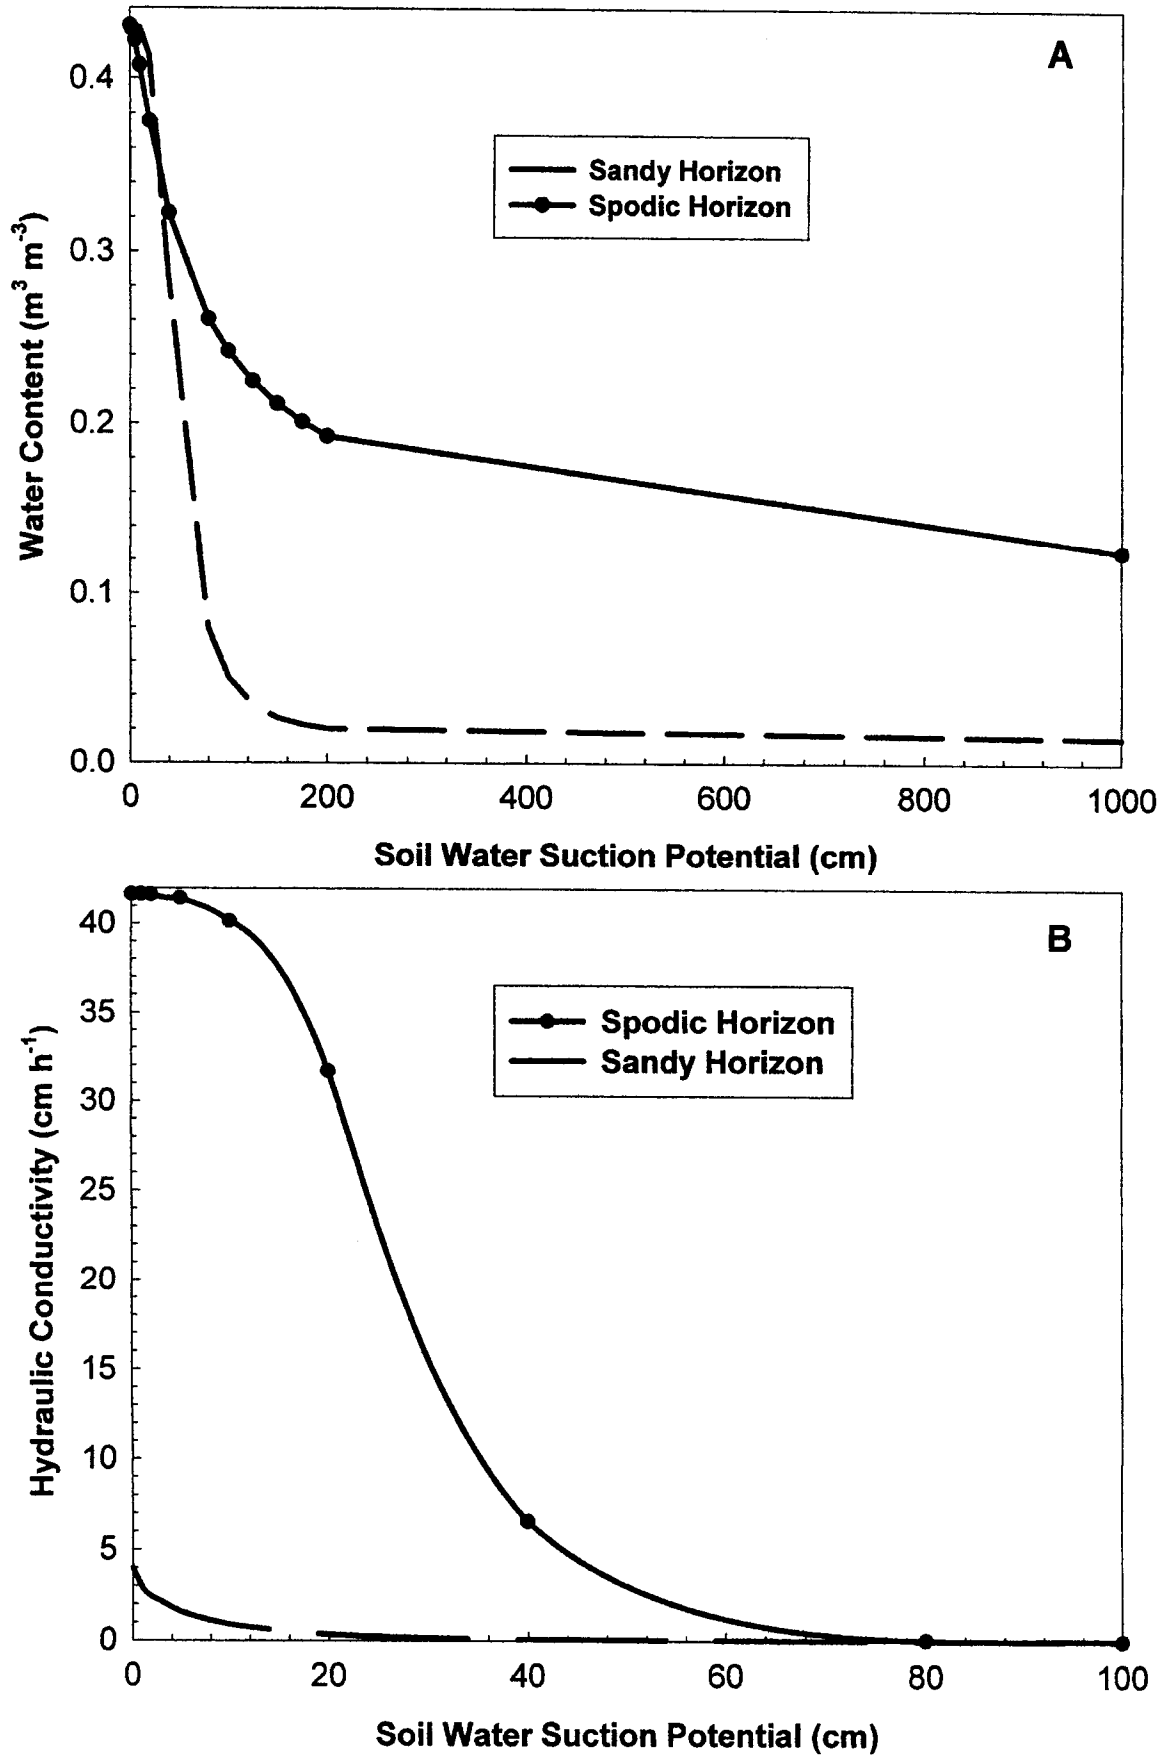 A
0.4
Sandy Horizon
Spodic Horizon
0.3
Water Content (m³ m⁻³)
0.2
0.1
0.0
0 200 400 600 800 1000
Soil Water Suction Potential (cm)
40
B
35
Spodic Horizon
Sandy Horizon
30
Hydraulic Conductivity (cm h⁻¹)
25
20
15
10
5
0
0 20 40 60 80 100
Soil Water Suction Potential (cm)